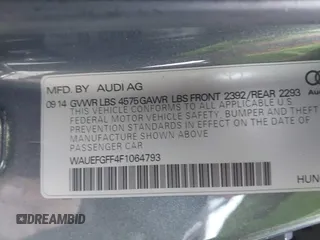 MFD. BY AUDI AG
09.14 GVWR LBS 4575 GAWR LBS FRONT 2392/REAR 2293
THIS VEHICLE CONFORMS TO ALL APPLICABLE U.S.
FEDERAL MOTOR VEHICLE SAFETY, BUMPER AND THEFT
PREVENTION STANDARDS IN EFFECT ON THE DATE OF
MANUFACTURE SHOWN ABOVE.
PASSENGER CAR
WAUEFGFF4F1064793
HUN
DREAMBID